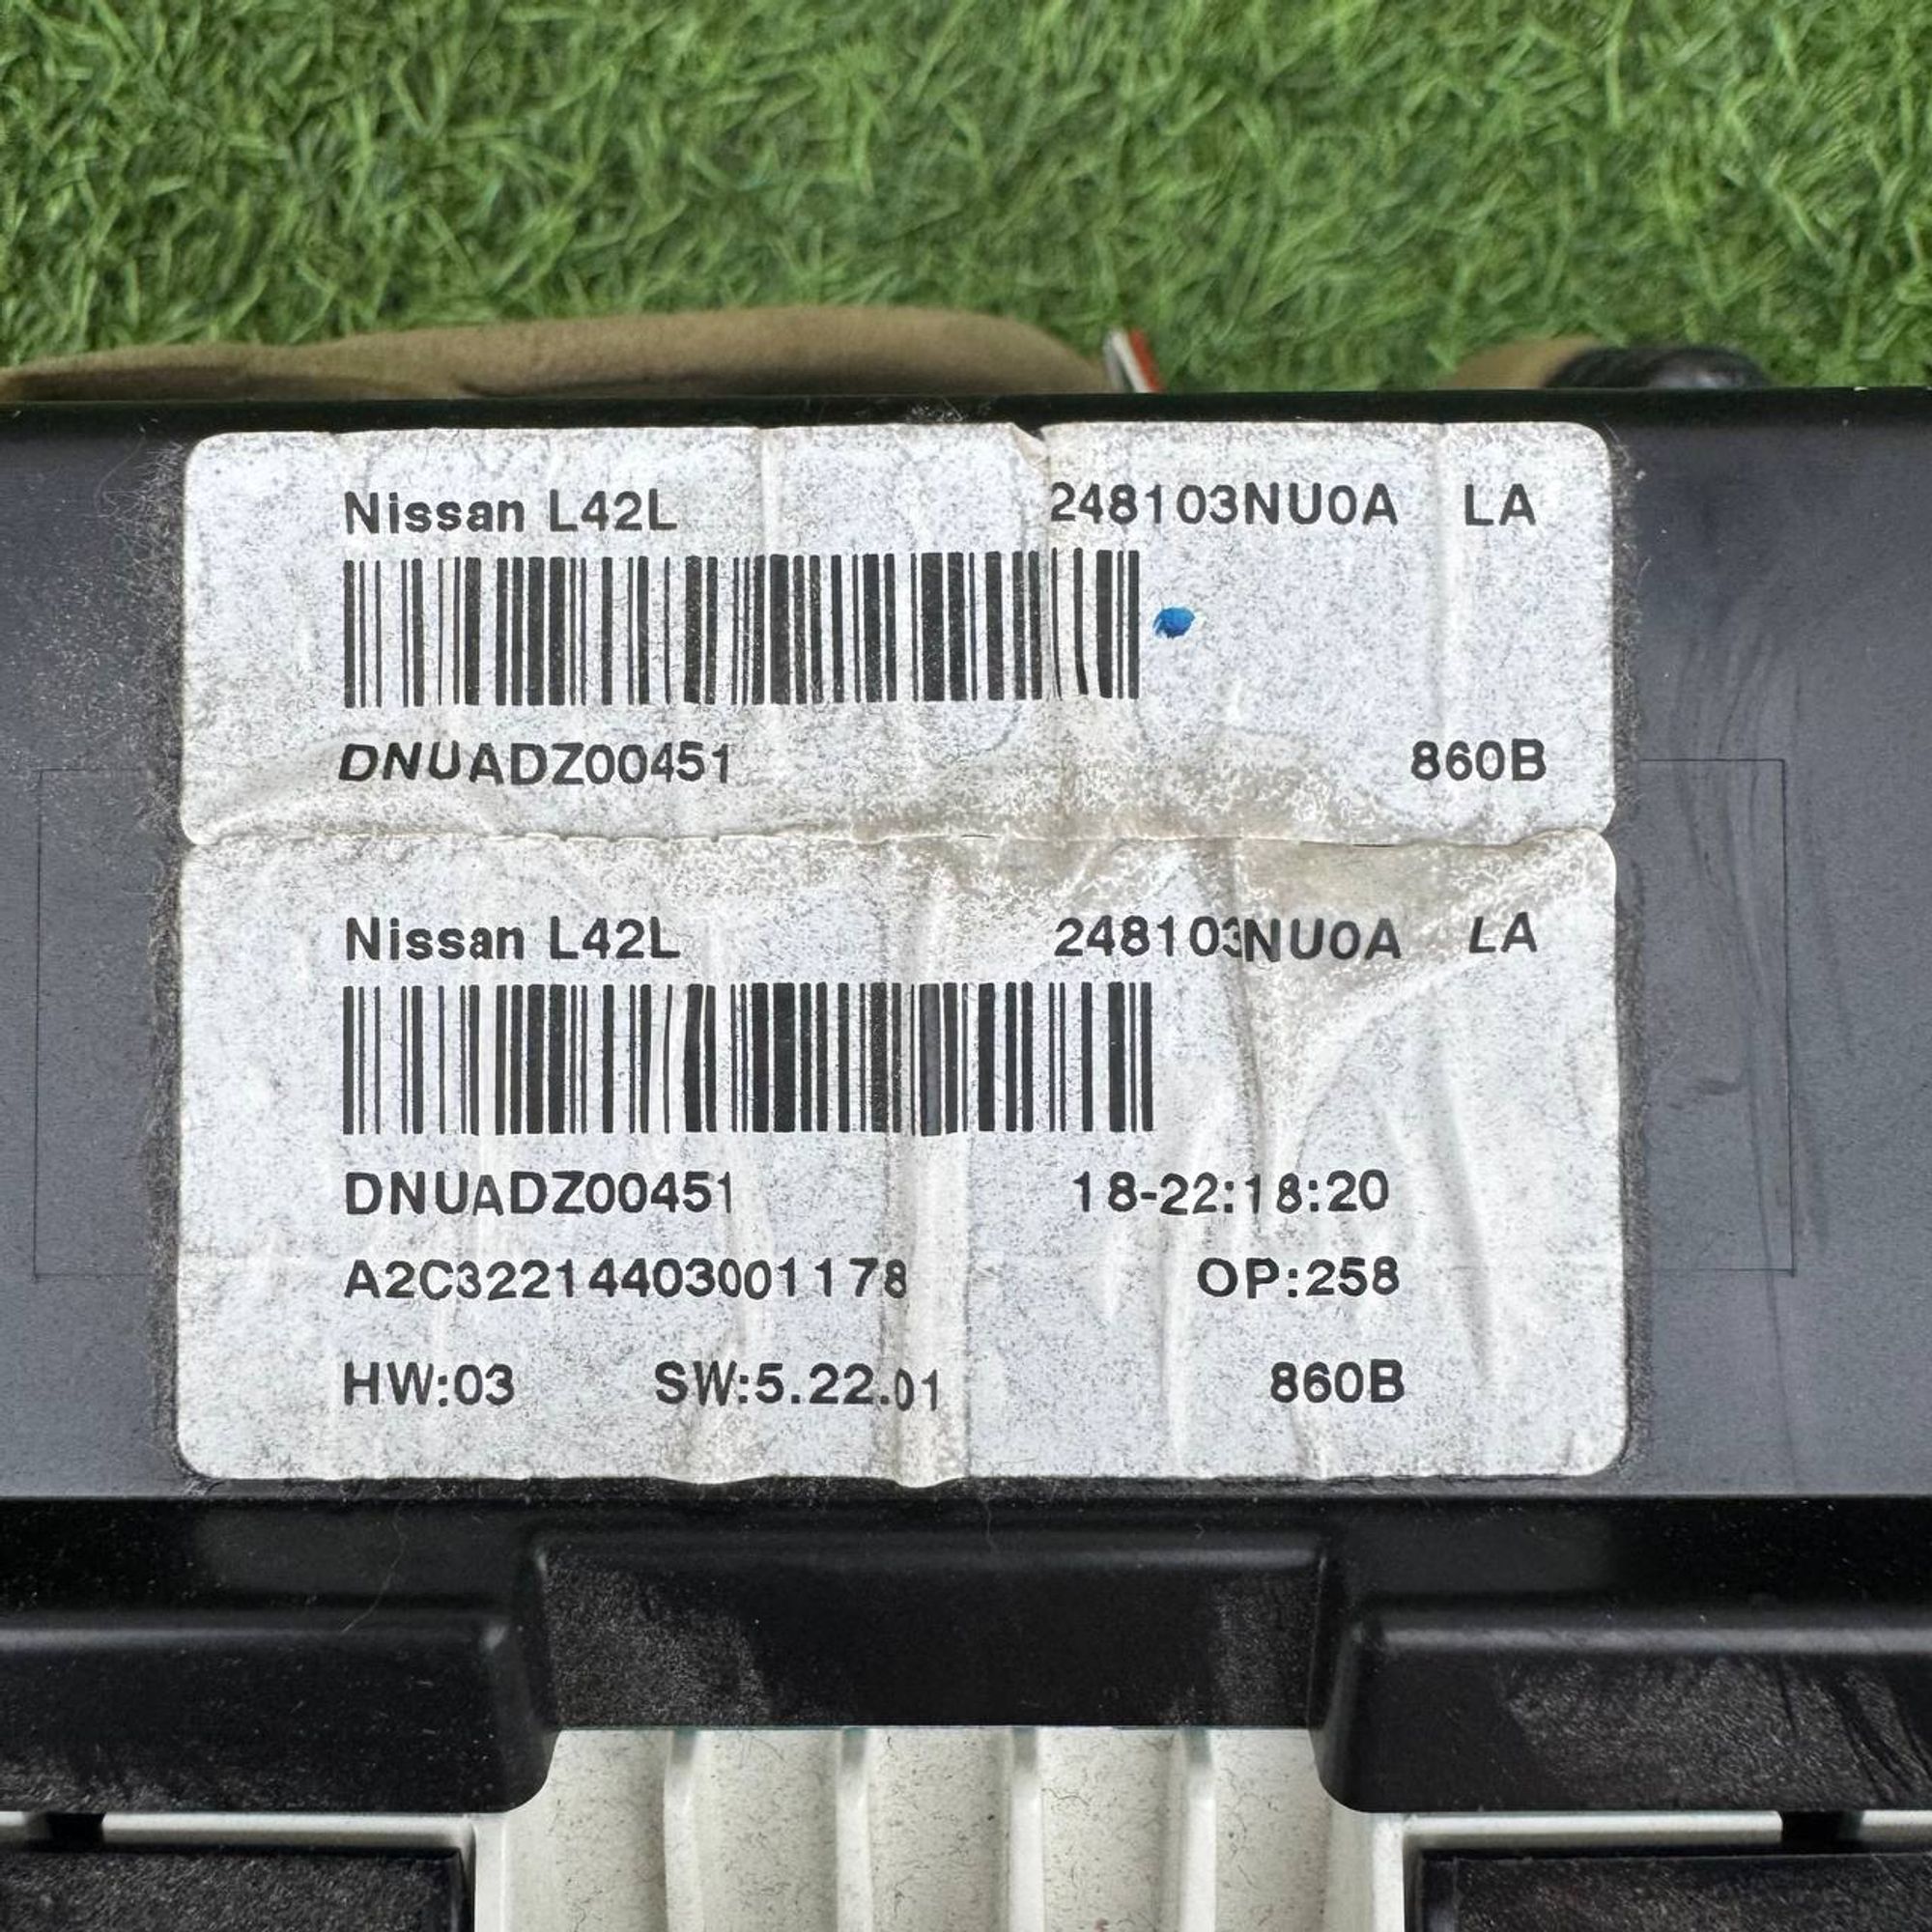 Nissan L42L 248103NU0A LA
DNUADZ00451 860B
Nissan L42L 248103NU0A LA
DNUADZ00451 18-22:18:20
A2C32214403001178 OP:258
HW:03 SW:5.22.01 860B